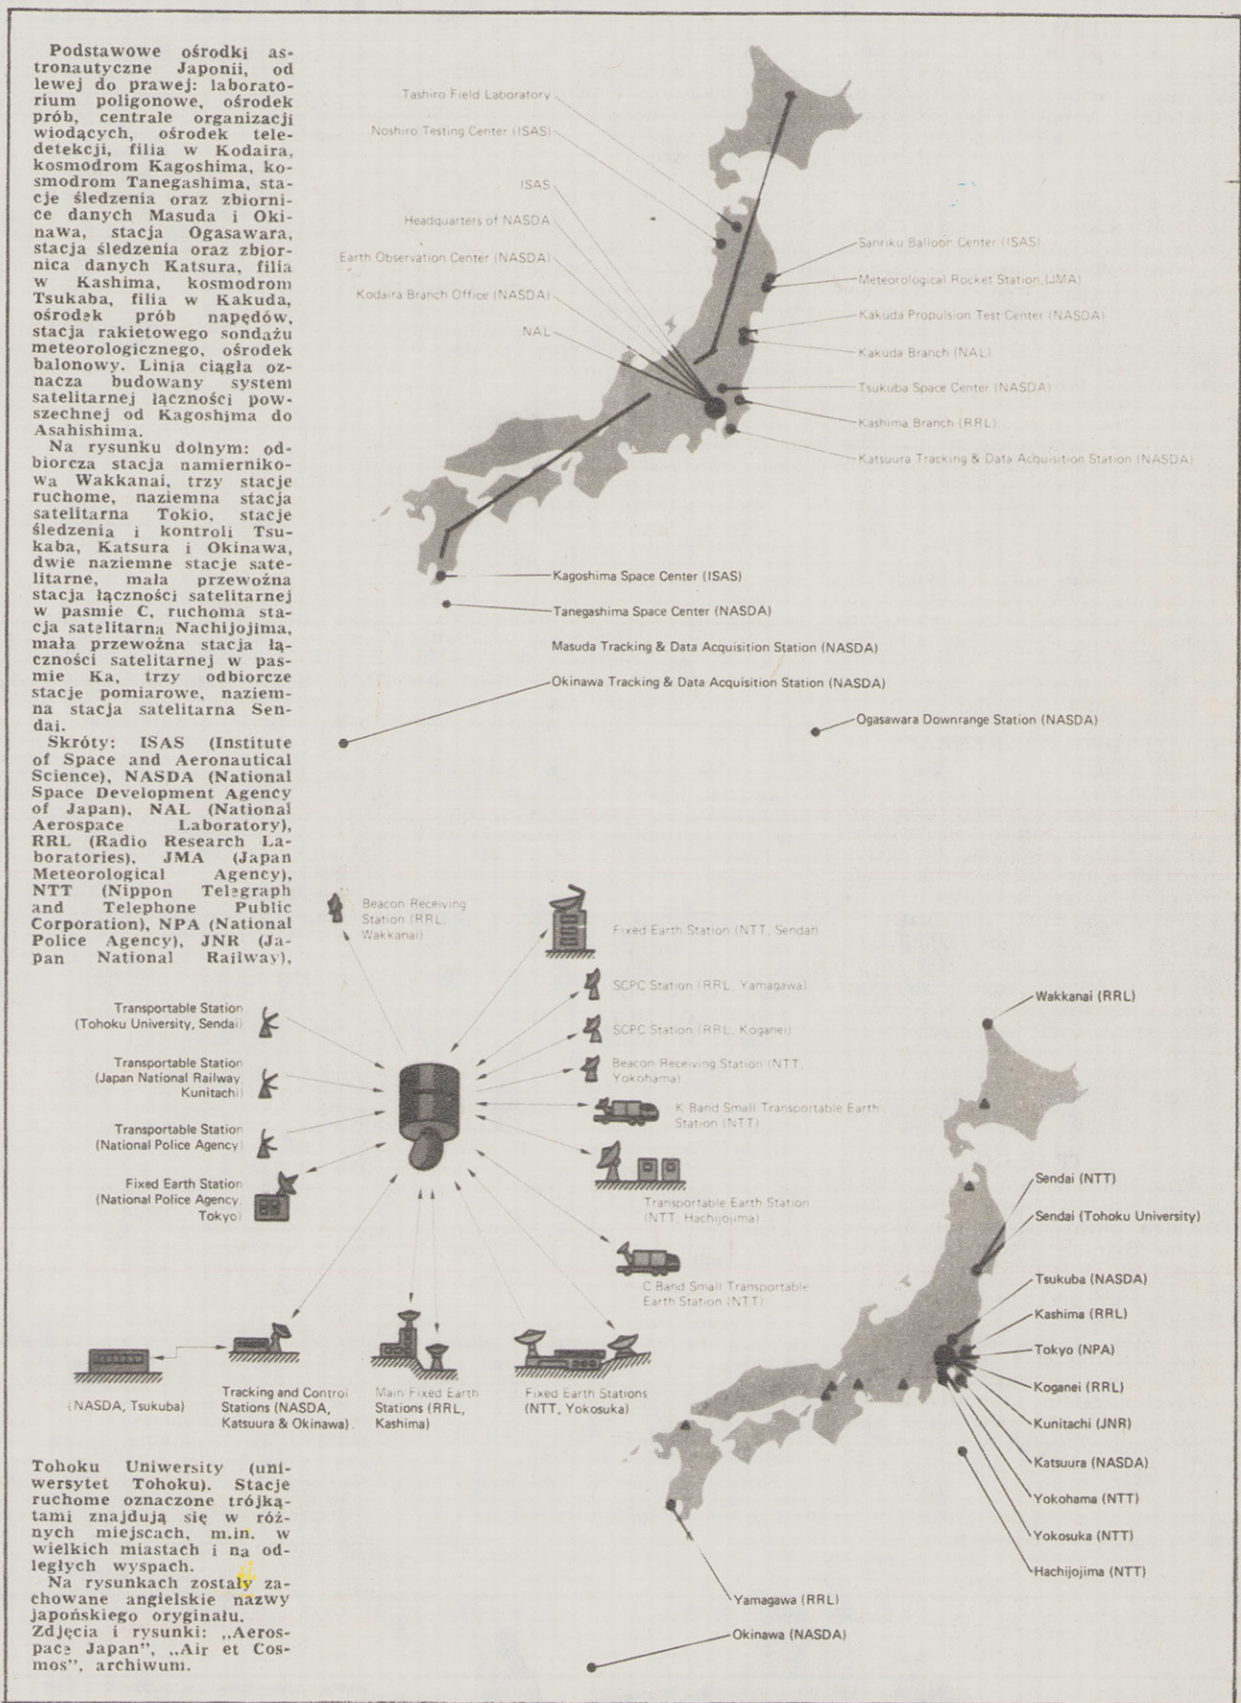 Podstawowe ośrodki as-
tronautyczne Japonii, od
lewej do prawej: laborato-
rium poligonowe, ośrodek
prób, centrale organizacji
wiodących, ośrodek tele-
detekcji, filia w Kodaira,
kosmodrom Kagoshima, ko-
smodrom Tanegashima, sta-
cje śledzenia oraz zbiorni-
ce danych Masuda i Oki-
nawa, stacja Ogasawara,
stacja śledzenia oraz zbior-
nica danych Katsura, filia
w Kashima, kosmodrom
Tsukaba, filia w Kakuda,
ośrodek prób napędów,
stacja rakietowego sondażu
meteorologicznego, ośrodek
balonowy. Linia ciągła oz-
nacza budowany system
satelitarnej łączności pow-
szechnej od Kagoshima do
Asahishima.
Na rysunku dolnym: od-
biorcza stacja namierniko-
wa Wakkanai, trzy stacje
ruchome, naziemna stacja
satelitarna Tokio, stacje
śledzenia i kontroli Tsu-
kaba, Katsura i Okinawa,
dwie naziemne stacje sate-
litarne, mała przewoźna
stacja łączności satelitarnej
w pasmie C, ruchoma sta-
cja satelitarna Nachijojima,
mała przewoźna stacja łą-
czności satelitarnej w pas-
mie Ka, trzy odbiorcze
stacje pomiarowe, naziem-
na stacja satelitarna Sen-
dai.
Skróty: ISAS (Institute
of Space and Aeronautical
Science), NASDA (National
Space Development Agency
of Japan), NAL (National
Aerospace Laboratory),
RRL (Radio Research La-
boratories), JMA (Japan
Meteorological Agency),
NTT (Nippon Telegraph
and Telephone Public
Corporation), NPA (National
Police Agency), JNR (Ja-
pan National Railway),
Tashiro Field Laboratory
Noshiro Testing Center (ISAS)
ISAS
Headquarters of NASDA
Earth Observation Center (NASDA)
Kodaira Branch Office (NASDA)
NAL
Sanriku Balloon Center (ISAS)
Meteorological Rocket Station (JMA)
Kakuda Propulsion Test Center (NASDA)
Kakuda Branch (NAL)
Tsukuba Space Center (NASDA)
Kashima Branch (RRL)
Katsuura Tracking & Data Acquisition Station (NASDA)
Kagoshima Space Center (ISAS)
Tanegashima Space Center (NASDA)
Masuda Tracking & Data Acquisition Station (NASDA)
Okinawa Tracking & Data Acquisition Station (NASDA)
Ogasawara Downrange Station (NASDA)
Beacon Receiving
Station (RRL,
Wakkanai)
Fixed Earth Station (NTT, Sendai)
SCPC Station (RRL, Yamagawa)
SCPC Station (RRL, Koganei)
Beacon Receiving Station (NTT,
Yokohama)
K Band Small Transportable Earth
Station (NTT)
Transportable Earth Station
(NTT, Hachijojima)
C Band Small Transportable
Earth Station (NTT)
Transportable Station
(Tohoku University, Sendai)
Transportable Station
(Japan National Railway,
Kunitachi)
Transportable Station
(National Police Agency)
Fixed Earth Station
(National Police Agency,
Tokyo)
(NASDA, Tsukuba)
Tracking and Control
Stations (NASDA,
Katsuura & Okinawa)
Main Fixed Earth
Stations (RRL,
Kashima)
Fixed Earth Stations
(NTT, Yokosuka)
Wakkanai (RRL)
Sendai (NTT)
Sendai (Tohoku University)
Tsukuba (NASDA)
Kashima (RRL)
Tokyo (NPA)
Koganei (RRL)
Kunitachi (JNR)
Katsuura (NASDA)
Yokohama (NTT)
Yokosuka (NTT)
Hachijojima (NTT)
Yamagawa (RRL)
Okinawa (NASDA)
Tohoku Uniwersity (uni-
wersytet Tohoku). Stacje
ruchome oznaczone trójką-
tami znajdują się w róż-
nych miejscach, m.in. w
wielkich miastach i na od-
ległych wyspach.
Na rysunkach zostały za-
chowane angielskie nazwy
japońskiego oryginału.
Zdjęcia i rysunki: „Aeros-
pace Japan", „Air et Cos-
mos", archiwum.